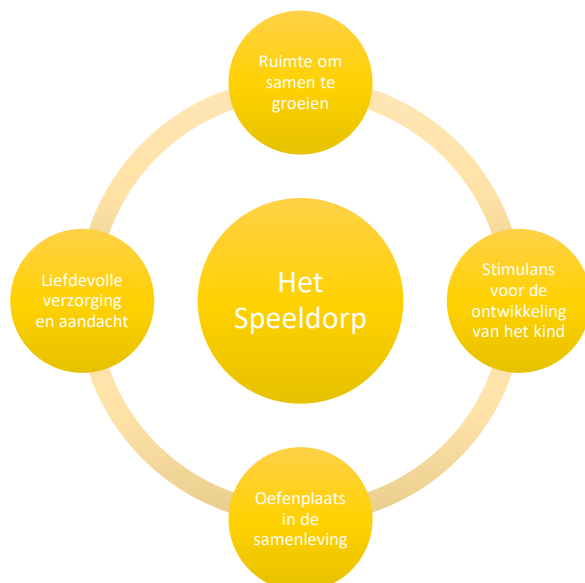 Ruimte om
samen te
groeien
Liefdevolle
verzorging
en aandacht
Het
Speeldorp
Stimulans
voor de
ontwikkeling
van het kind
Oefenplaats
in de
samenleving